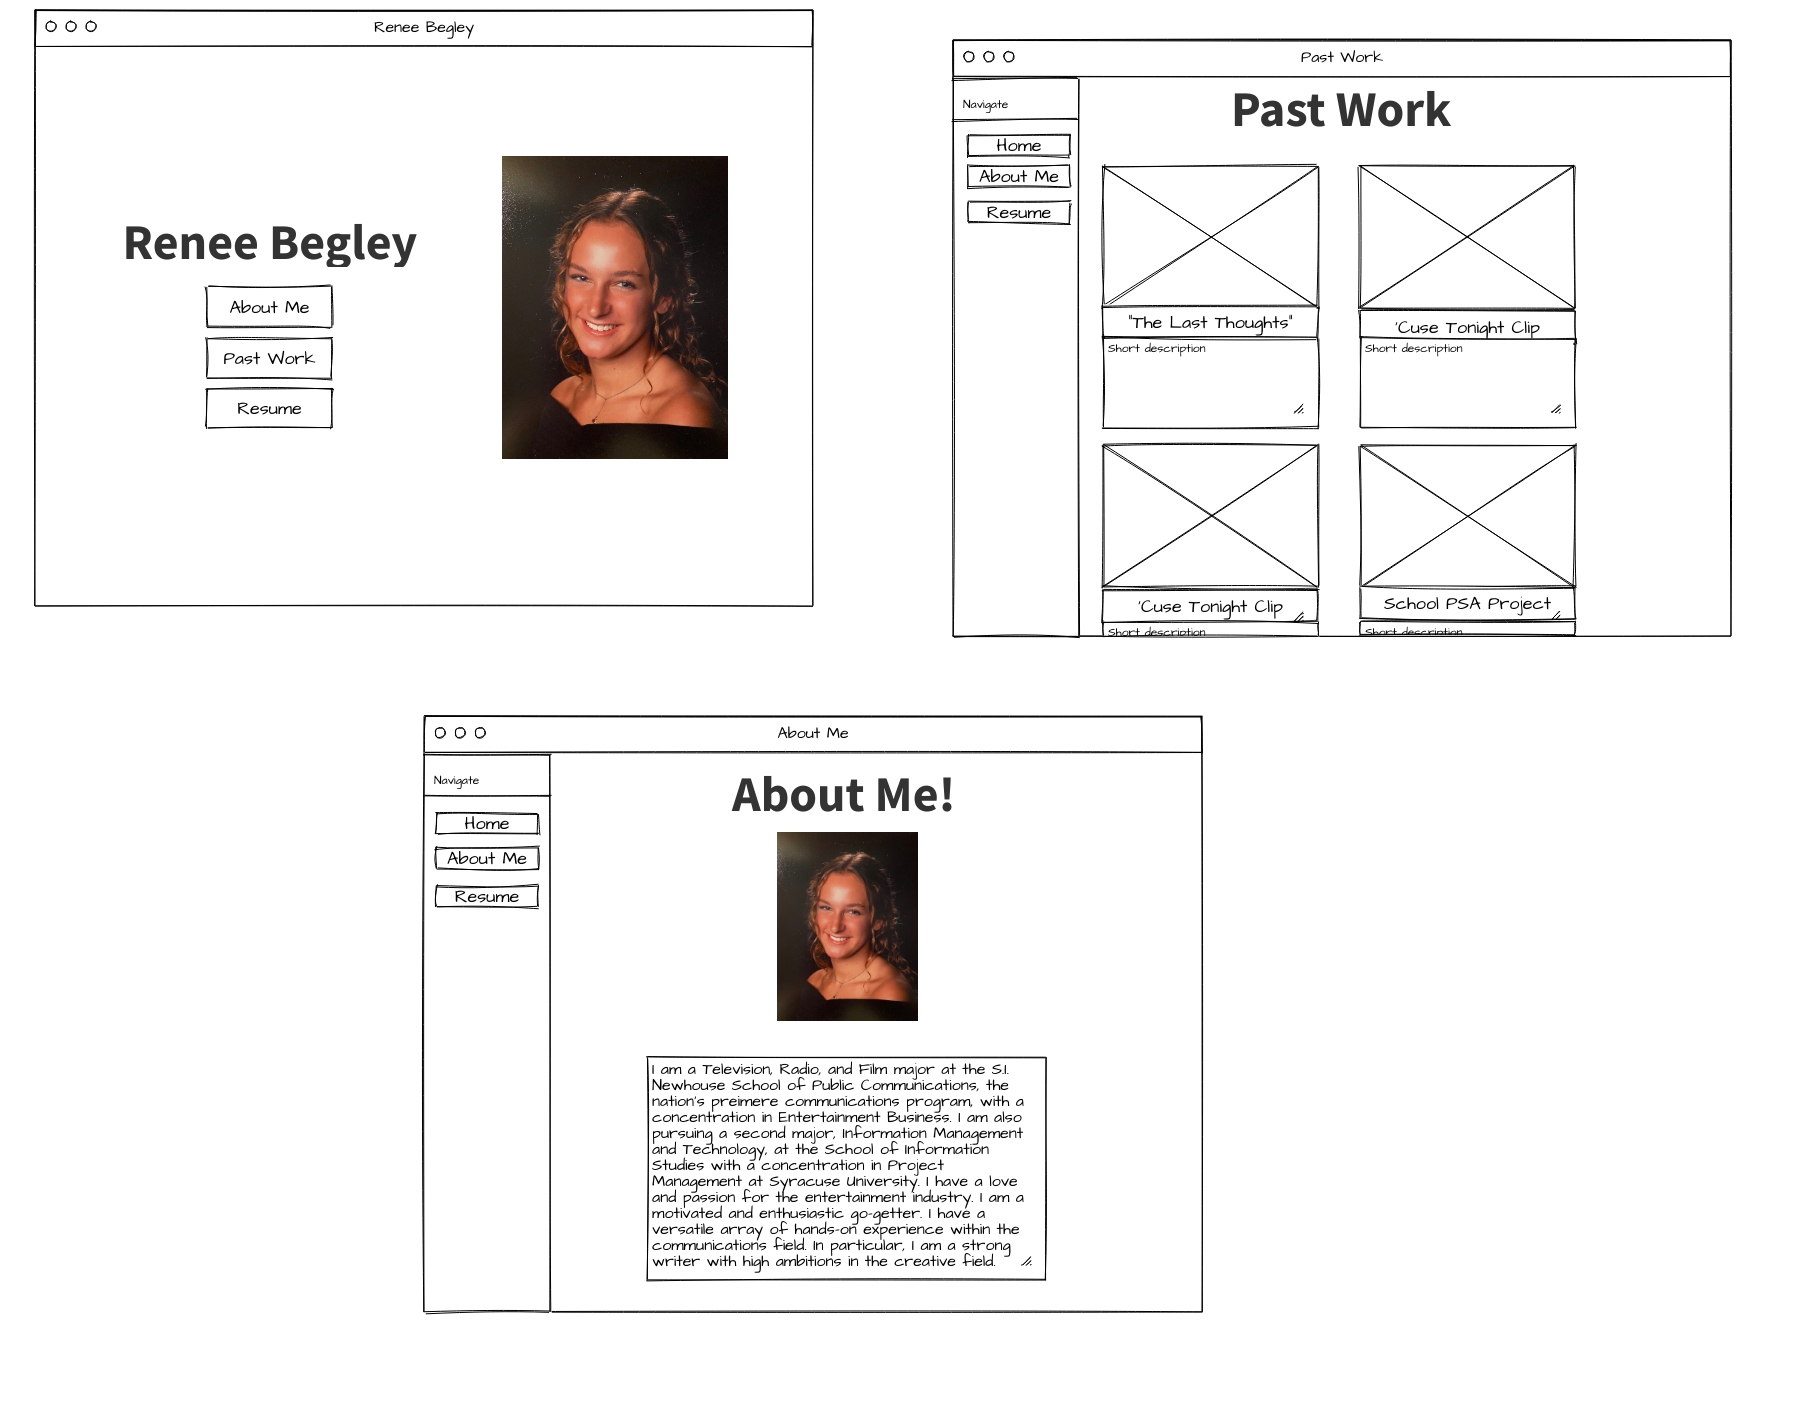 Renee Begley
Renee Begley
About Me
Past Work
Resume
Past Work
Navigate
Home
About Me
Resume
Past Work
"The Last Thoughts"
'Cuse Tonight Clip
Short description
Short description
'Cuse Tonight Clip
School PSA Project
Short description
Short description
About Me
Navigate
Home
About Me
Resume
About Me!
I am a Television, Radio, and Film major at the S.I.
Newhouse School of Public Communications, the
nation's preimere communications program, with a
concentration in Entertainment Business. I am also
pursuing a second major, Information Management
and Technology, at the School of Information
Studies with a concentration in Project
Management at Syracuse University. I have a love
and passion for the entertainment industry. I am a
motivated and enthusiastic go-getter. I have a
versatile array of hands-on experience within the
communications field. In particular, I am a strong
writer with high ambitions in the creative field.